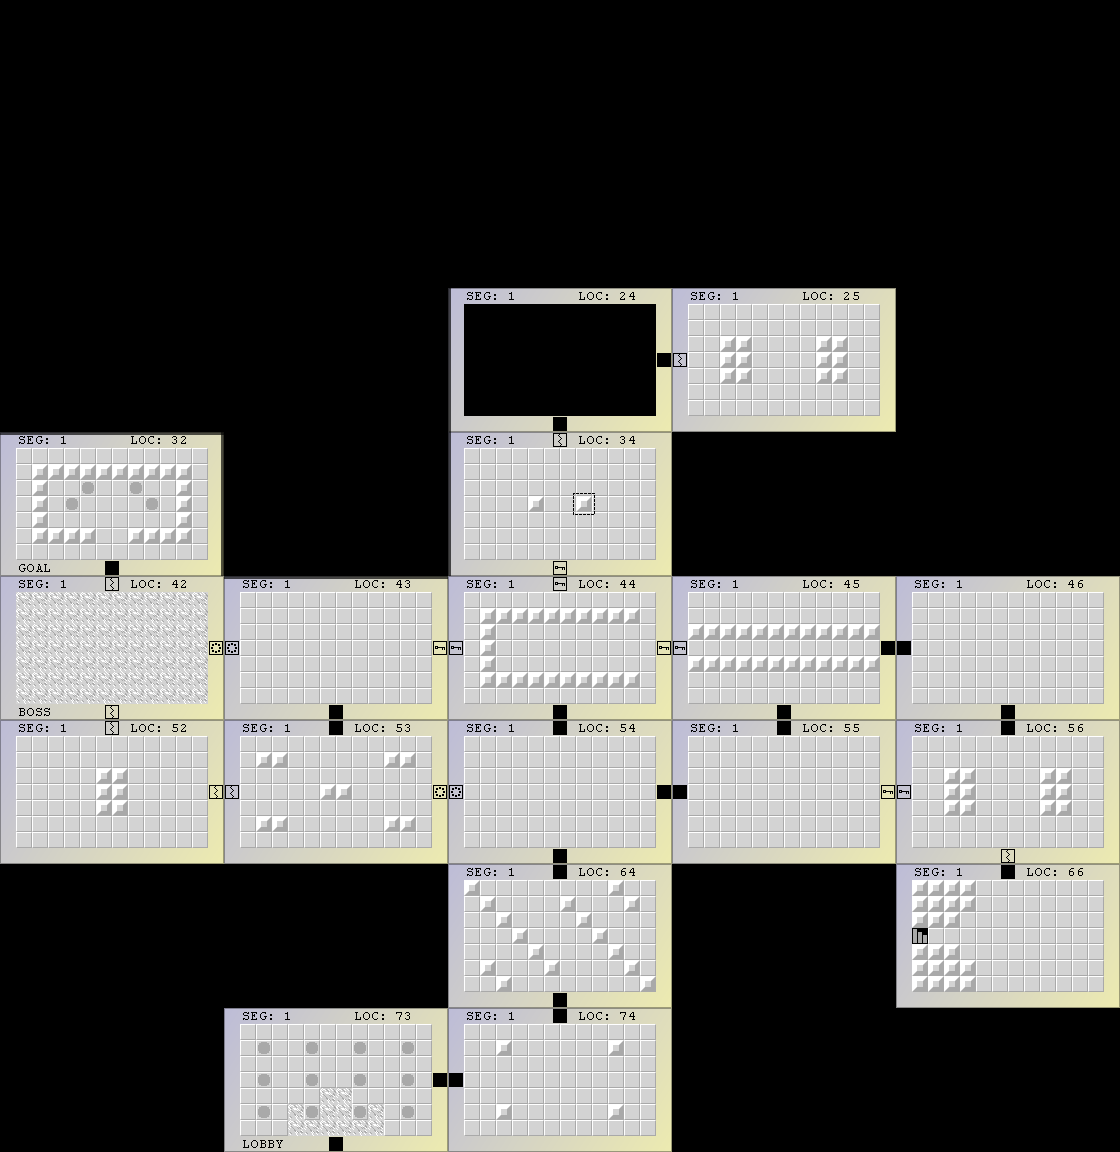 SEG: 1 LOC: 24
SEG: 1 LOC: 25
SEG: 1 LOC: 32
GOAL
SEG: 1 LOC: 34
SEG: 1 LOC: 42
BOSS
SEG: 1 LOC: 43
SEG: 1 LOC: 44
SEG: 1 LOC: 45
SEG: 1 LOC: 46
SEG: 1 LOC: 52
SEG: 1 LOC: 53
SEG: 1 LOC: 54
SEG: 1 LOC: 55
SEG: 1 LOC: 56
SEG: 1 LOC: 64
SEG: 1 LOC: 66
SEG: 1 LOC: 73
LOBBY
SEG: 1 LOC: 74